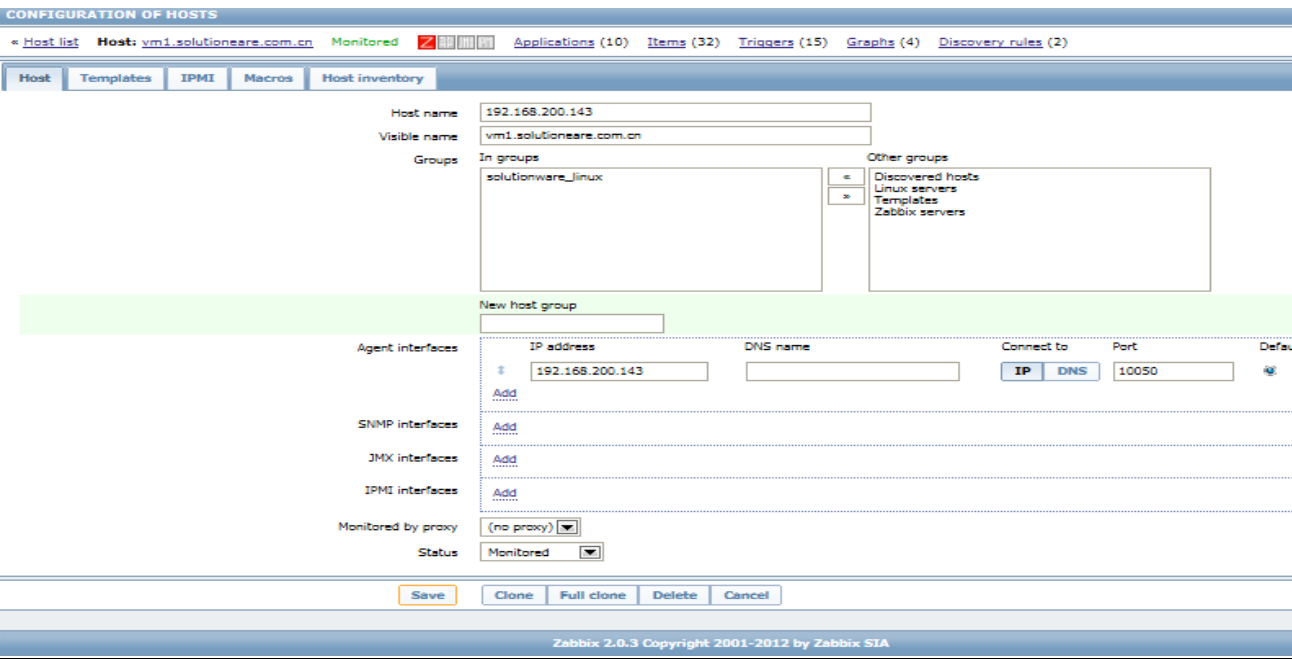 CONFIGURATION OF HOSTS
« Host list Host: vm1.solutioneare.com.cn Monitored Z Applications (10) Items (32) Triggers (15) Graphs (4) Discovery rules (2)
Host Templates IPMI Macros Host inventory
Host name 192.168.200.143
Visible name vm1.solutioneare.com.cn
Groups In groups Other groups
solutionware_linux « Discovered hosts
Linux servers
» Templates
Zabbix servers
New host group
Agent interfaces IP address DNS name Connect to Port Defau
192.168.200.143 IP DNS 10050
Add
SNMP interfaces Add
JMX interfaces Add
IPMI interfaces Add
Monitored by proxy (no proxy)
Status Monitored
Save Clone Full clone Delete Cancel
Zabbix 2.0.3 Copyright 2001-2012 by Zabbix SIA